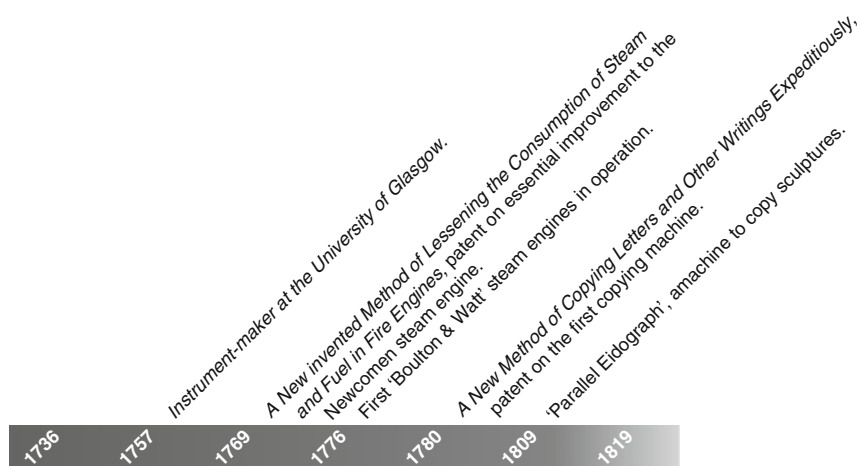 Instrument-maker at the University of Glasgow.
A New invented Method of Lessening the Consumption of Steam
and Fuel in Fire Engines, patent on essential improvement to the
Newcomen steam engine.
First ‘Boulton & Watt’ steam engines in operation.
A New Method of Copying Letters and Other Writings Expeditiously,
patent on the first copying machine.
‘Parallel Eidograph’, amachine to copy sculptures.
1736
1757
1769
1776
1780
1809
1819